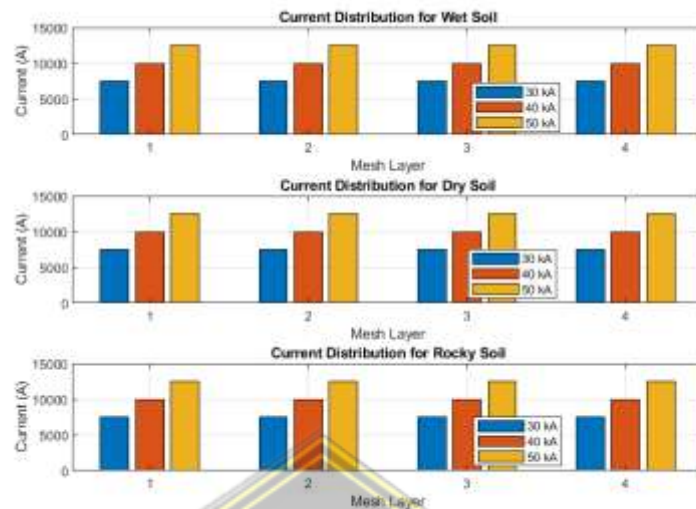 Current Distribution for Wet Soil
15000
10000
5000
0
Current (A)
30 kA
40 kA
50 kA
1 2 3 4
Mesh Layer
Current Distribution for Dry Soil
15000
10000
5000
0
Current (A)
30 kA
40 kA
50 kA
1 2 3 4
Mesh Layer
Current Distribution for Rocky Soil
15000
10000
5000
0
Current (A)
30 kA
40 kA
50 kA
1 2 3 4
Mesh Layer